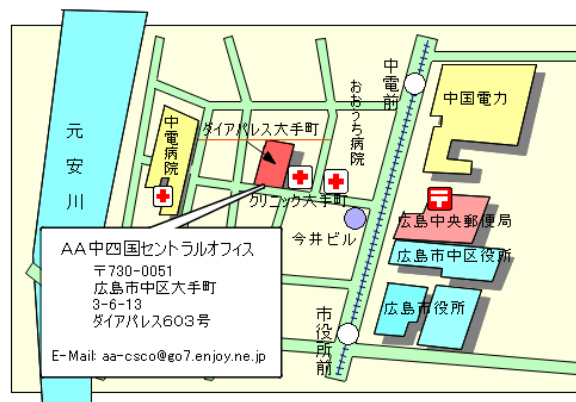 元安川
中電病院
ダイアパレス大手町
おおうち病院
中電前
中国電力
クリニック大手町
今井ビル
広島中央郵便局
広島市中区役所
広島市役所
市役所前
AA中四国セントラルオフィス
〒730-0051
広島市中区大手町
3-6-13
ダイアパレス603号
E-Mail: aa-csco@go7.enjoy.ne.jp